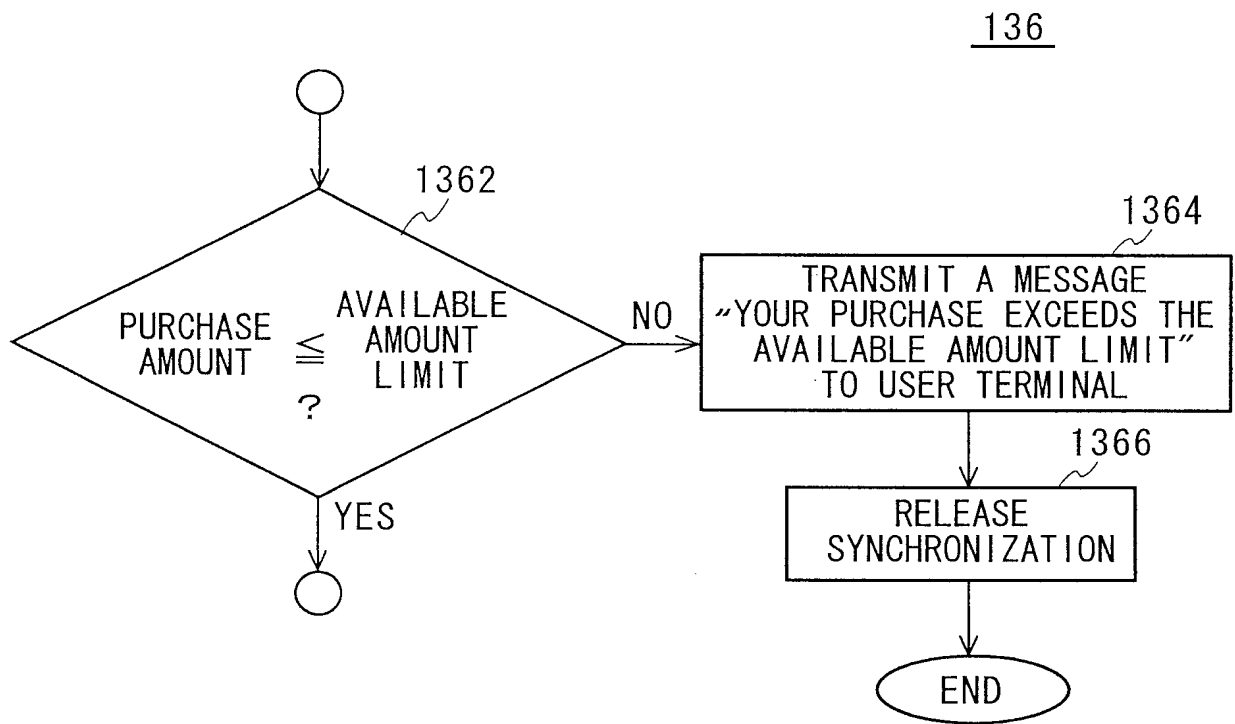 136
1362
PURCHASE
AMOUNT
≦
?
AVAILABLE
AMOUNT
LIMIT
NO
YES
1364
TRANSMIT A MESSAGE
"YOUR PURCHASE EXCEEDS THE
AVAILABLE AMOUNT LIMIT"
TO USER TERMINAL
1366
RELEASE
SYNCHRONIZATION
END